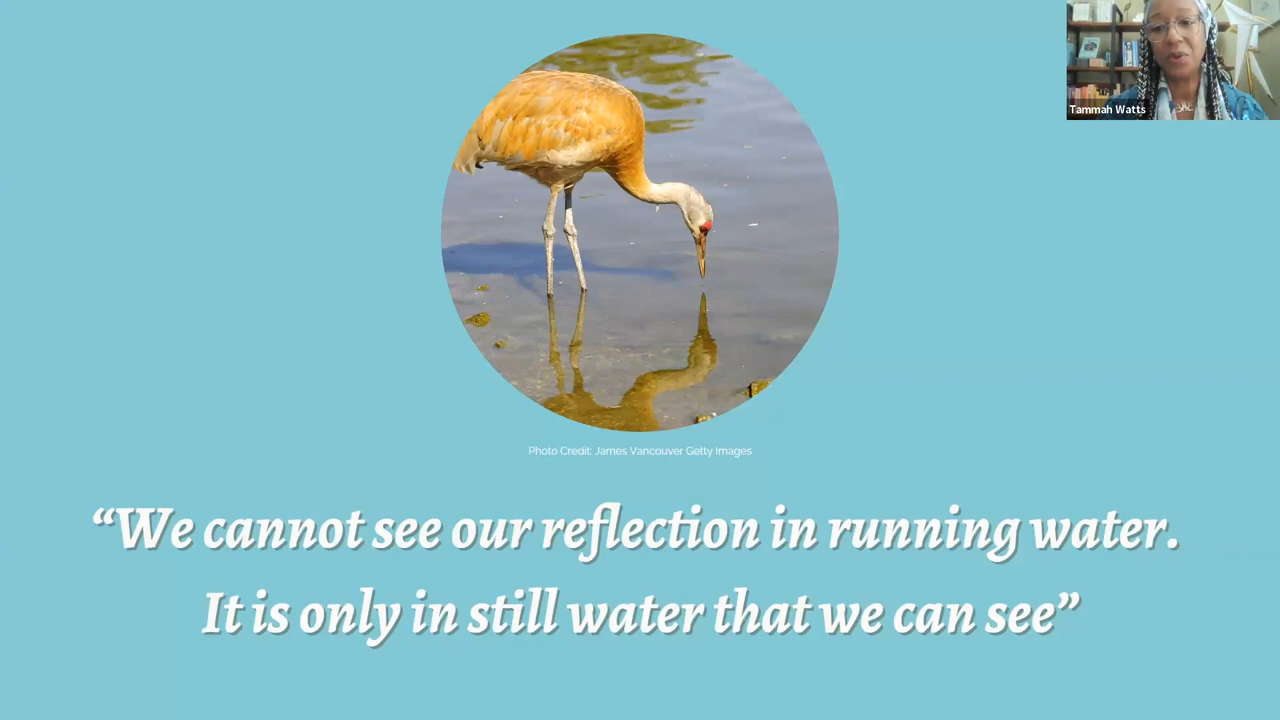 Tammah Watts
Photo Credit: James Vancouver Getty Images
“We cannot see our reflection in running water.
It is only in still water that we can see”